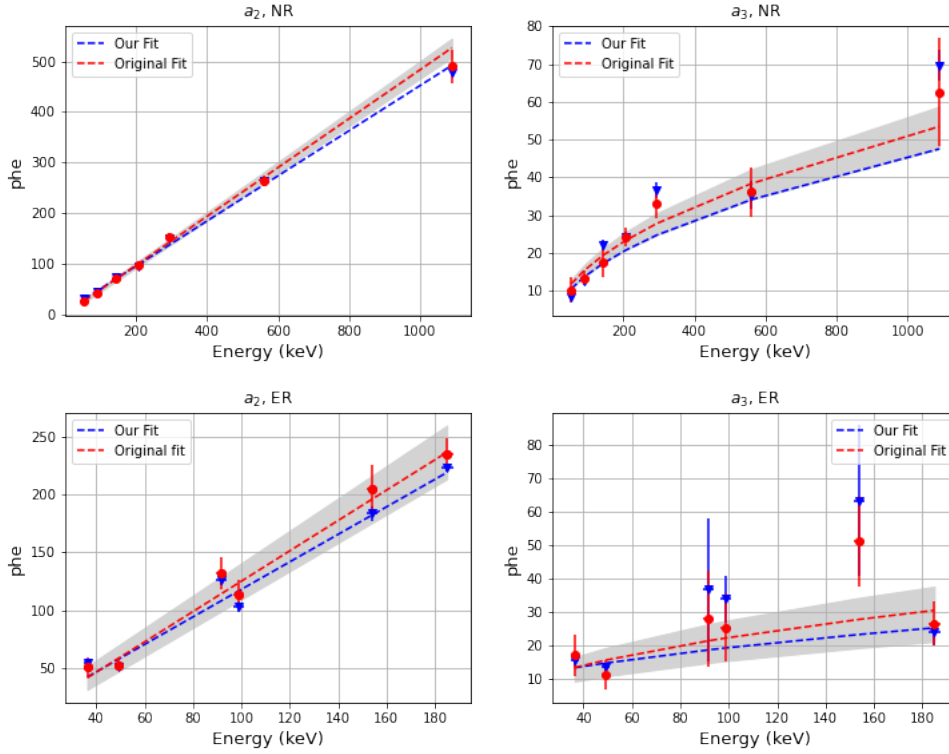 a₂, NR
500
400
300
200
100
0
phe
Our Fit
Original Fit
200 400 600 800 1000
Energy (keV)
a₃, NR
80
70
60
50
40
30
20
10
phe
Our Fit
Original Fit
200 400 600 800 1000
Energy (keV)
a₂, ER
250
200
150
100
50
phe
Our Fit
Original fit
40 60 80 100 120 140 160 180
Energy (keV)
a₃, ER
80
70
60
50
40
30
20
10
phe
Our Fit
Original Fit
40 60 80 100 120 140 160 180
Energy (keV)